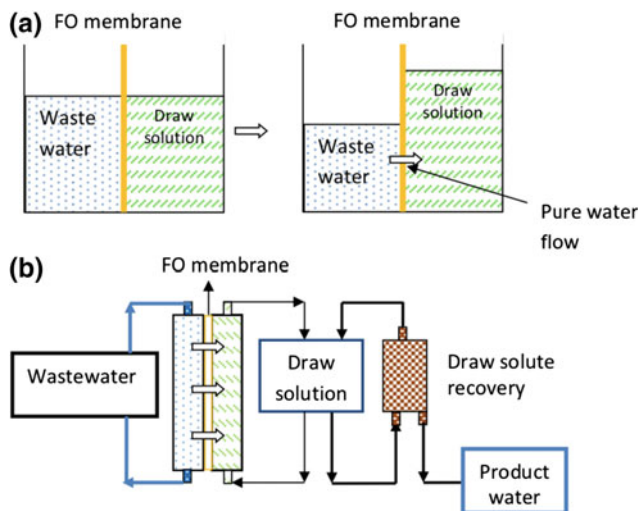 (a)
FO membrane
FO membrane
Waste
water
Draw
solution
Waste
water
Draw
solution
Pure water
flow
(b)
FO membrane
Wastewater
Draw
solution
Draw solute
recovery
Product
water